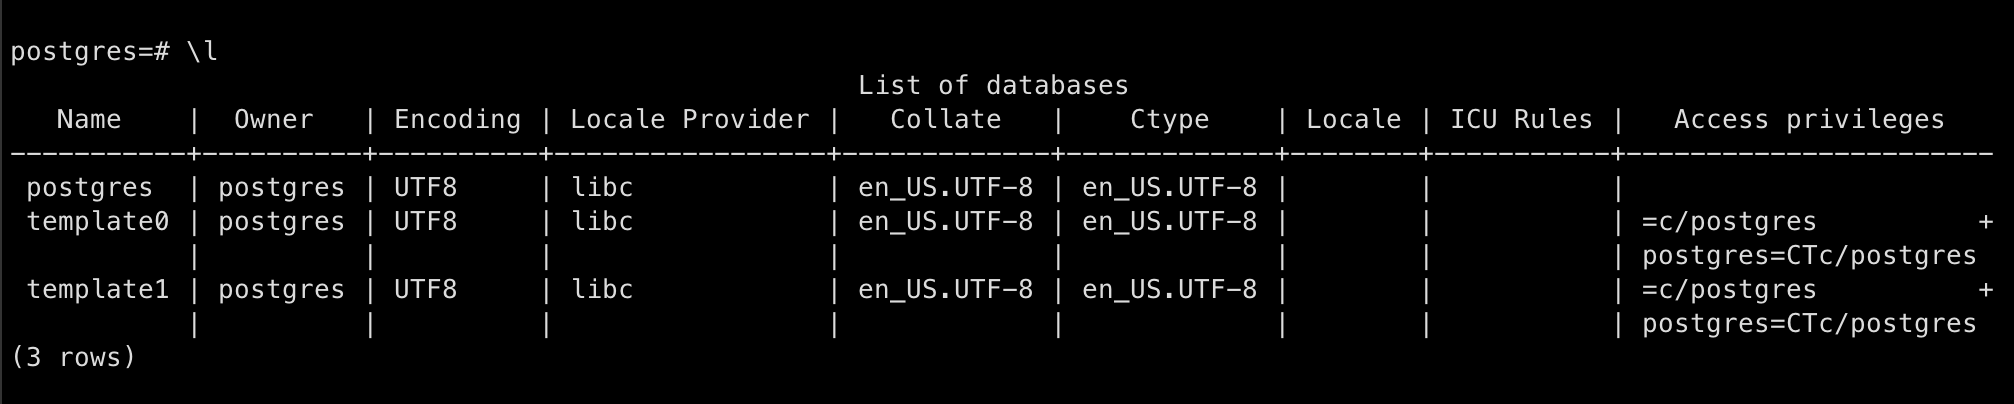 postgres=# \l
                                                     List of databases
   Name    |  Owner   | Encoding | Locale Provider |   Collate   |    Ctype    | Locale | ICU Rules |   Access privileges
-----------+----------+----------+-----------------+-------------+-------------+--------+-----------+-----------------------
 postgres  | postgres | UTF8     | libc            | en_US.UTF-8 | en_US.UTF-8 |        |           |
 template0 | postgres | UTF8     | libc            | en_US.UTF-8 | en_US.UTF-8 |        |           | =c/postgres          +
           |          |          |                 |             |             |        |           | postgres=CTc/postgres
 template1 | postgres | UTF8     | libc            | en_US.UTF-8 | en_US.UTF-8 |        |           | =c/postgres          +
           |          |          |                 |             |             |        |           | postgres=CTc/postgres
(3 rows)